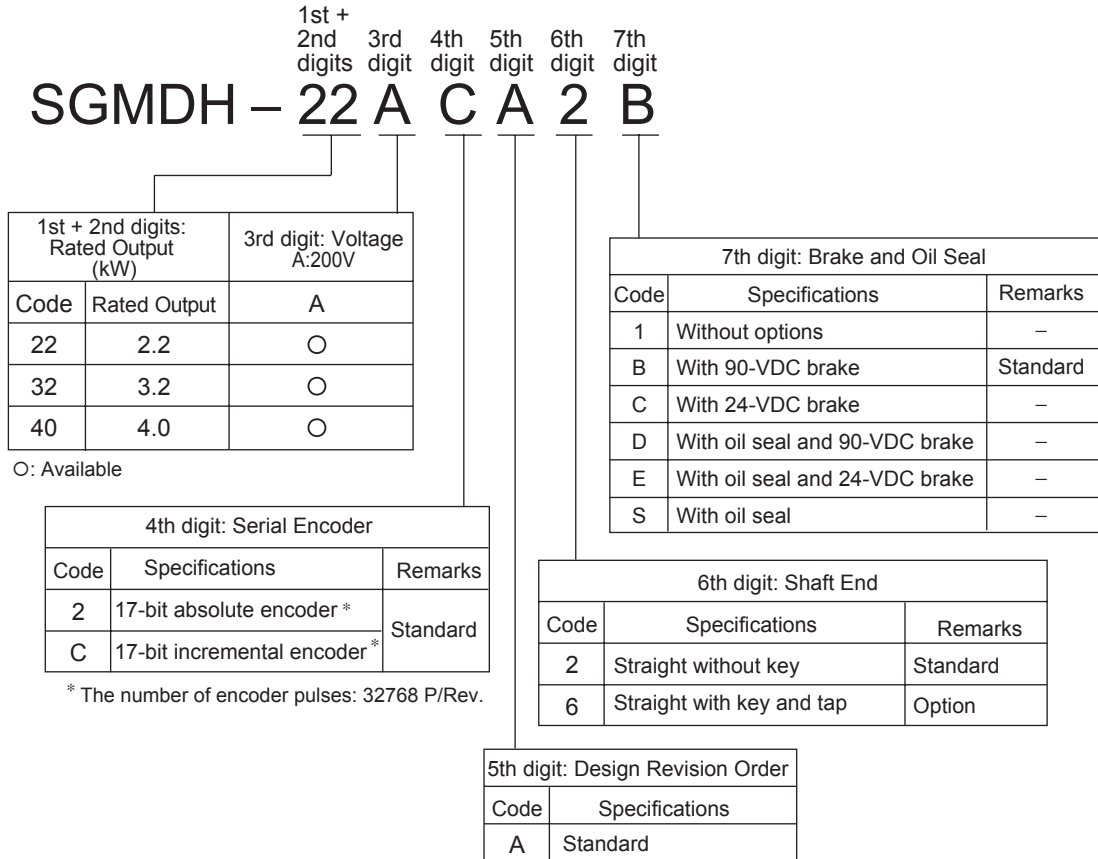 1st +
2nd 3rd 4th 5th 6th 7th
digits digit digit digit digit digit
SGMDH – 22 A C A 2 B
1st + 2nd digits:
Rated Output
(kW)
3rd digit: Voltage
A:200V
Code Rated Output A
22 2.2 ○
32 3.2 ○
40 4.0 ○
○: Available
7th digit: Brake and Oil Seal
Code Specifications Remarks
1 Without options –
B With 90-VDC brake Standard
C With 24-VDC brake –
D With oil seal and 90-VDC brake –
E With oil seal and 24-VDC brake –
S With oil seal –
4th digit: Serial Encoder
Code Specifications Remarks
2 17-bit absolute encoder *
Standard
C 17-bit incremental encoder *
* The number of encoder pulses: 32768 P/Rev.
6th digit: Shaft End
Code Specifications Remarks
2 Straight without key Standard
6 Straight with key and tap Option
5th digit: Design Revision Order
Code Specifications
A Standard